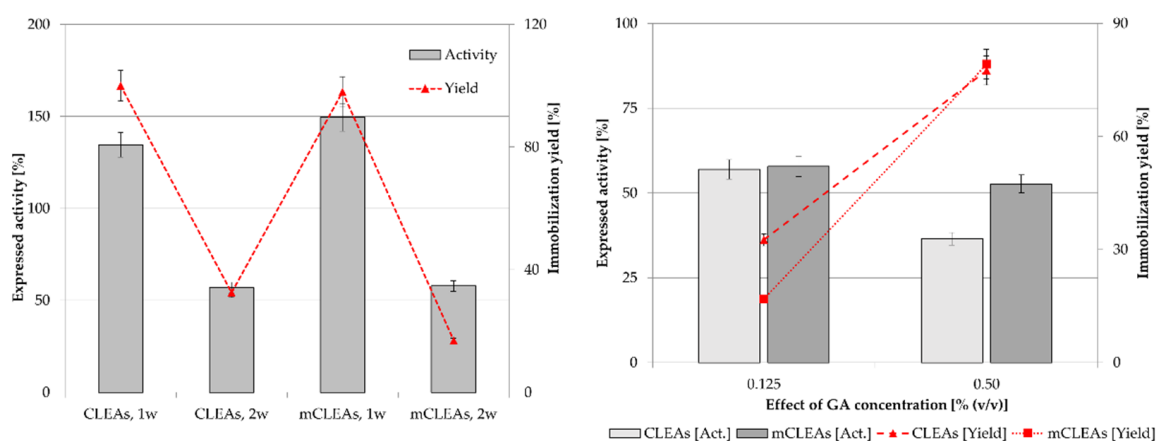 200
150
100
50
0
Expressed activity [%]
120
80
40
0
Immobilization yield [%]
Activity
Yield
CLEAs, 1w
CLEAs, 2w
mCLEAs, 1w
mCLEAs, 2w
100
75
50
25
0
Expressed activity [%]
90
60
30
0
Immobilization yield [%]
0.125
0.50
Effect of GA concentration [% (v/v)]
CLEAs [Act.]
mCLEAs [Act.]
CLEAs [Yield]
mCLEAs [Yield]